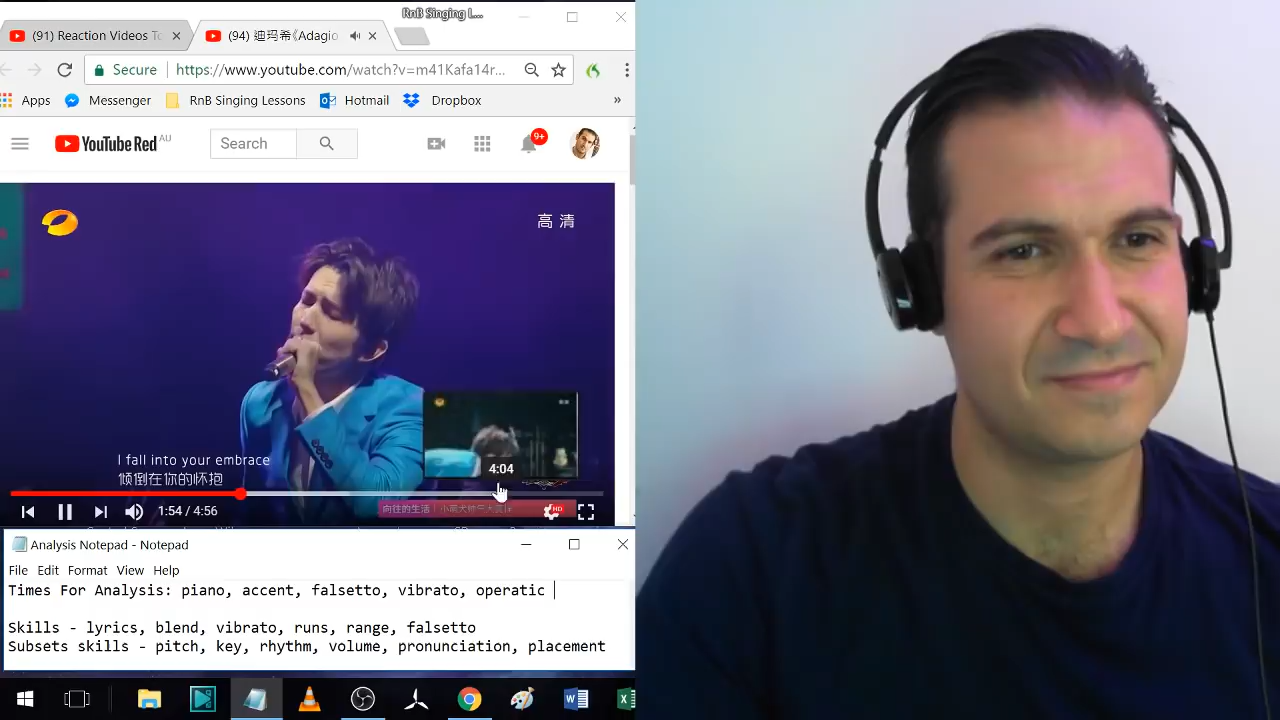 RnB Singing L...
(91) Reaction Videos To
(94) 迪玛希《Adagio
Secure
https://www.youtube.com/watch?v=m41Kafa14r...
Apps
Messenger
RnB Singing Lessons
Hotmail
Dropbox
»
YouTube Red AU
Search
9+
高清
I fall into your embrace
倾倒在你的怀抱
4:04
1:54 / 4:56
HD
Analysis Notepad - Notepad
File Edit Format View Help
Times For Analysis: piano, accent, falsetto, vibrato, operatic
Skills - lyrics, blend, vibrato, runs, range, falsetto
Subsets skills - pitch, key, rhythm, volume, pronunciation, placement